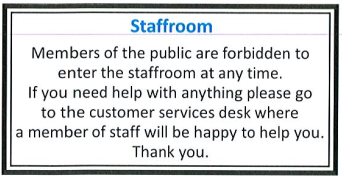 Staffroom
Members of the public are forbidden to
enter the staffroom at any time.
If you need help with anything please go
to the customer services desk where
a member of staff will be happy to help you.
Thank you.